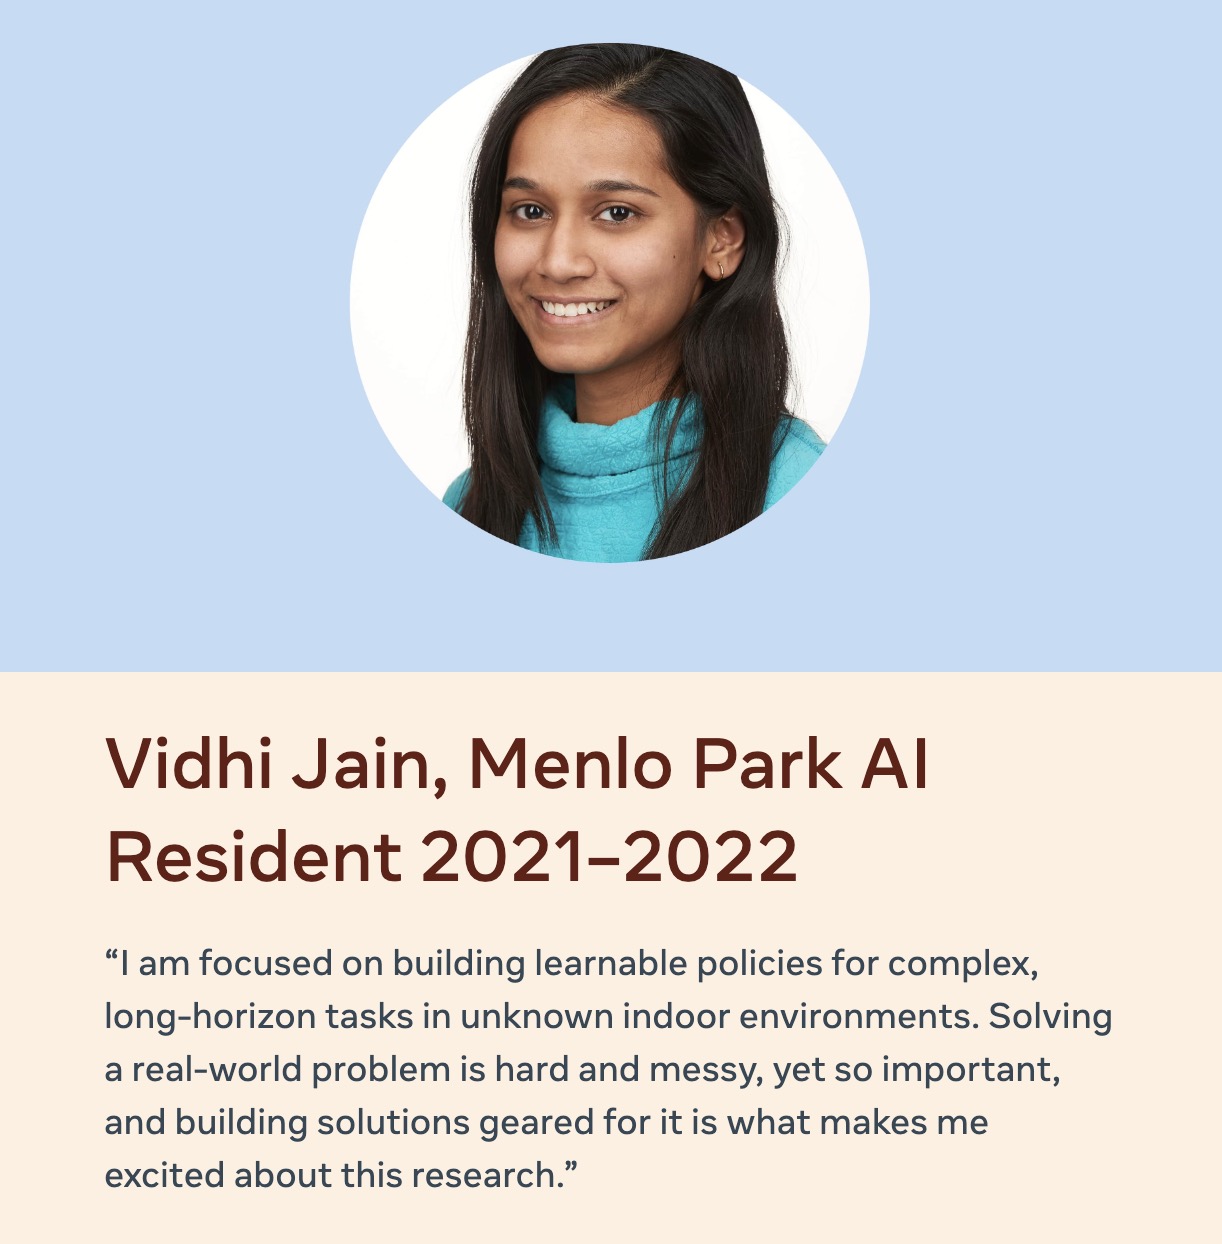 Vidhi Jain, Menlo Park AI
Resident 2021–2022
“I am focused on building learnable policies for complex,
long-horizon tasks in unknown indoor environments. Solving
a real-world problem is hard and messy, yet so important,
and building solutions geared for it is what makes me
excited about this research.”